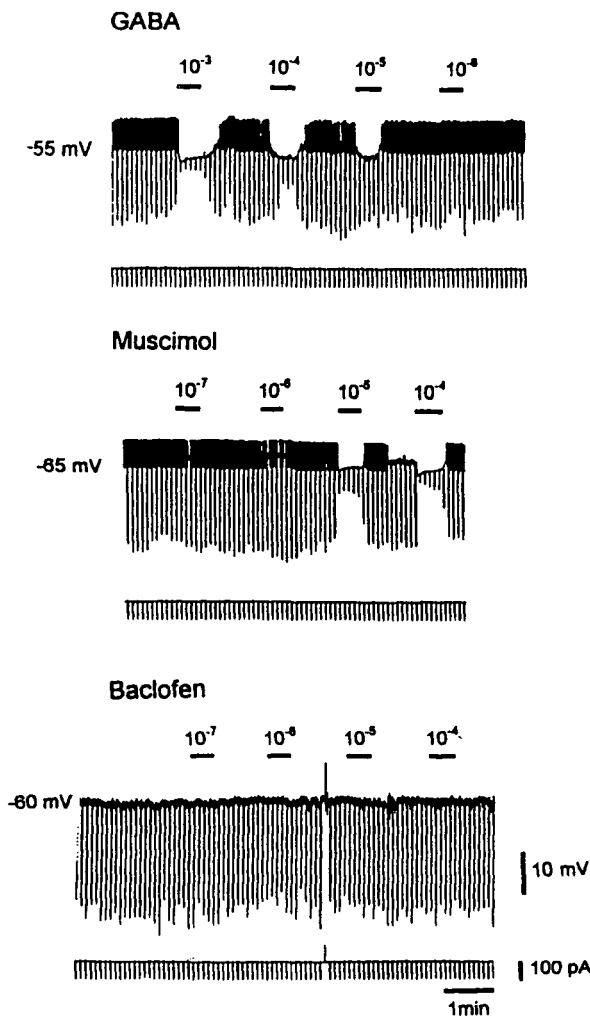 GABA
10⁻³ 10⁻⁴ 10⁻⁵ 10⁻⁶
-55 mV
Muscimol
10⁻⁷ 10⁻⁶ 10⁻⁵ 10⁻⁴
-65 mV
Baclofen
10⁻⁷ 10⁻⁶ 10⁻⁵ 10⁻⁴
-60 mV
10 mV
100 pA
1min